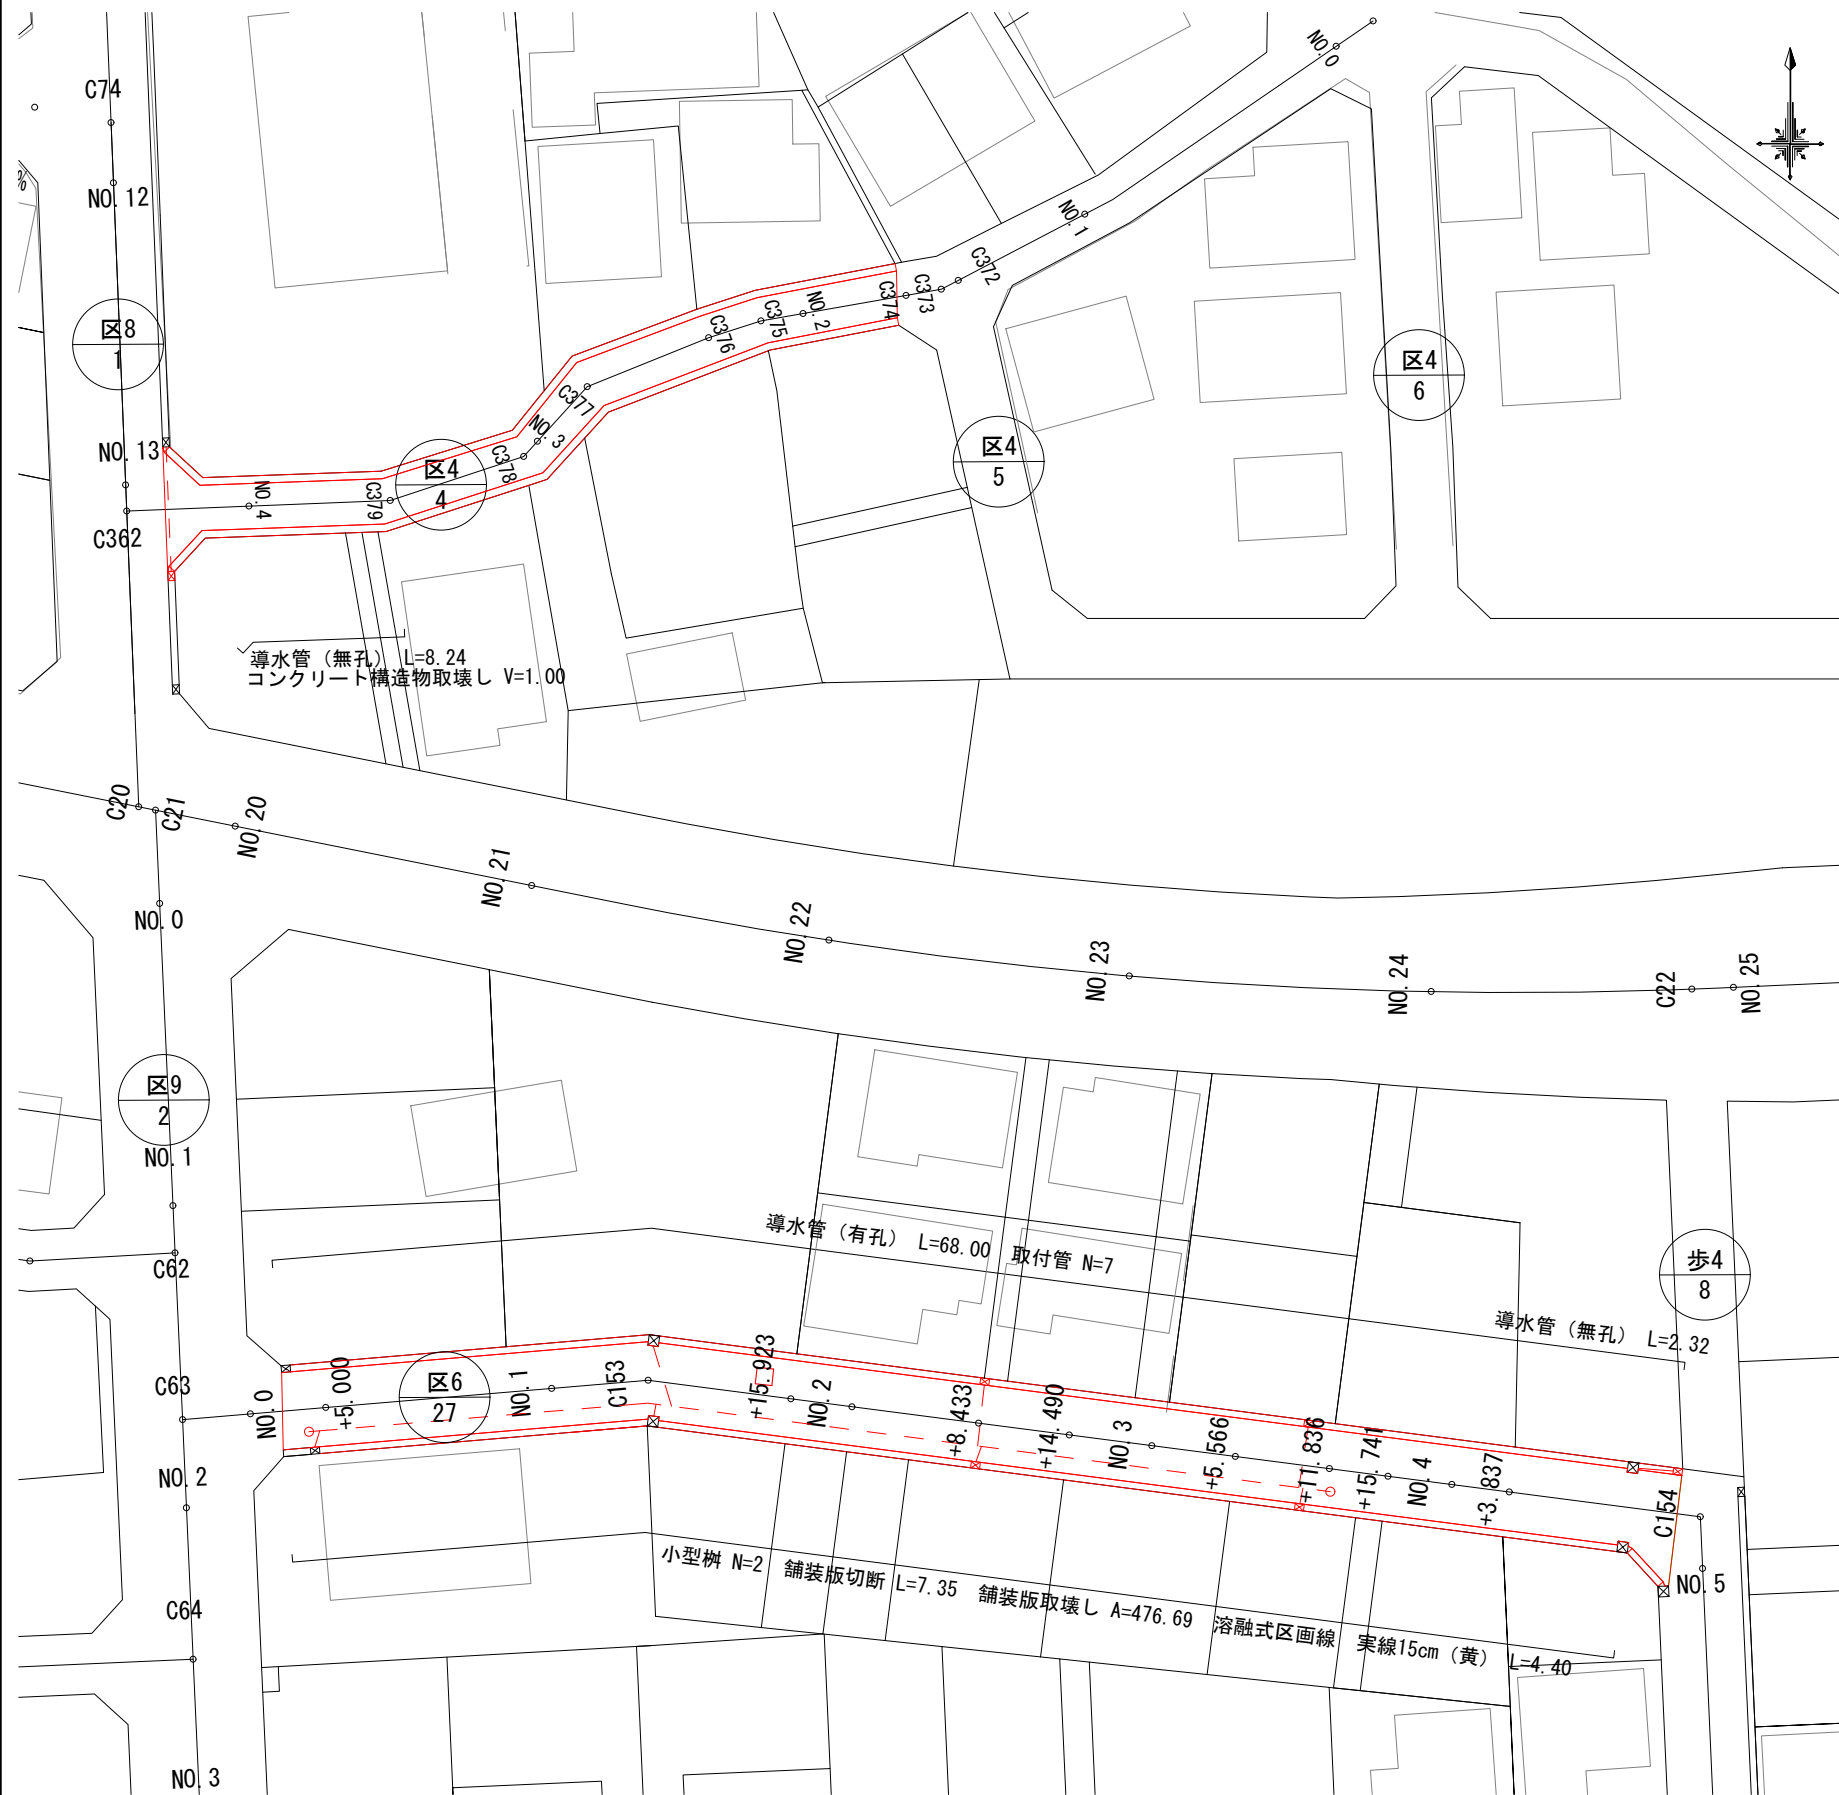 NO.0
C74
%
NO.12
NO.1
C372
C373
C374
NO.2
C375
C376
区8
1
区4
6
C377
NO.3
C378
区4
5
NO.13
区4
4
C379
NO.4
C362
導水管（無孔） L=8.24
コンクリート構造物取壊し V=1.00
C20
C21
NO.20
NO.21
NO.22
NO.23
NO.24
C22
NO.25
NO.0
区9
2
NO.1
導水管（有孔） L=68.00 取付管 N=7
C62
歩4
8
導水管（無孔） L=2.32
C63
NO.0
+5.000
区6
27
NO.1
C153
+15.923
NO.2
+8.433
+14.490
NO.3
+5.566
+11.836
+15.741
NO.4
+3.837
C154
NO.5
NO.2
小型桝 N=2 舗装版切断 L=7.35 舗装版取壊し A=476.69 溶融式区画線 実線15cm（黄） L=4.40
C64
NO.3